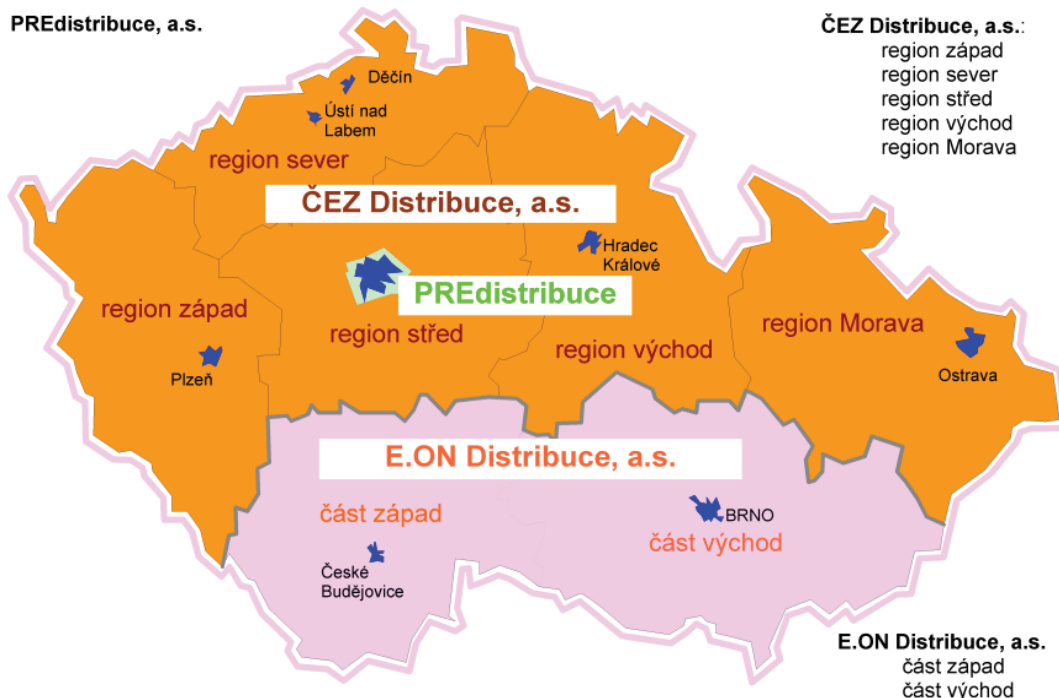 PREdistribuce, a.s.
ČEZ Distribuce, a.s.:
region západ
region sever
region střed
region východ
region Morava
Děčín
Ústí nad
Labem
region sever
ČEZ Distribuce, a.s.
Hradec
Králové
PREdistribuce
region západ
region střed
region východ
region Morava
Plzeň
Ostrava
E.ON Distribuce, a.s.
část západ
BRNO
část východ
České
Budějovice
E.ON Distribuce, a.s.
část západ
část východ